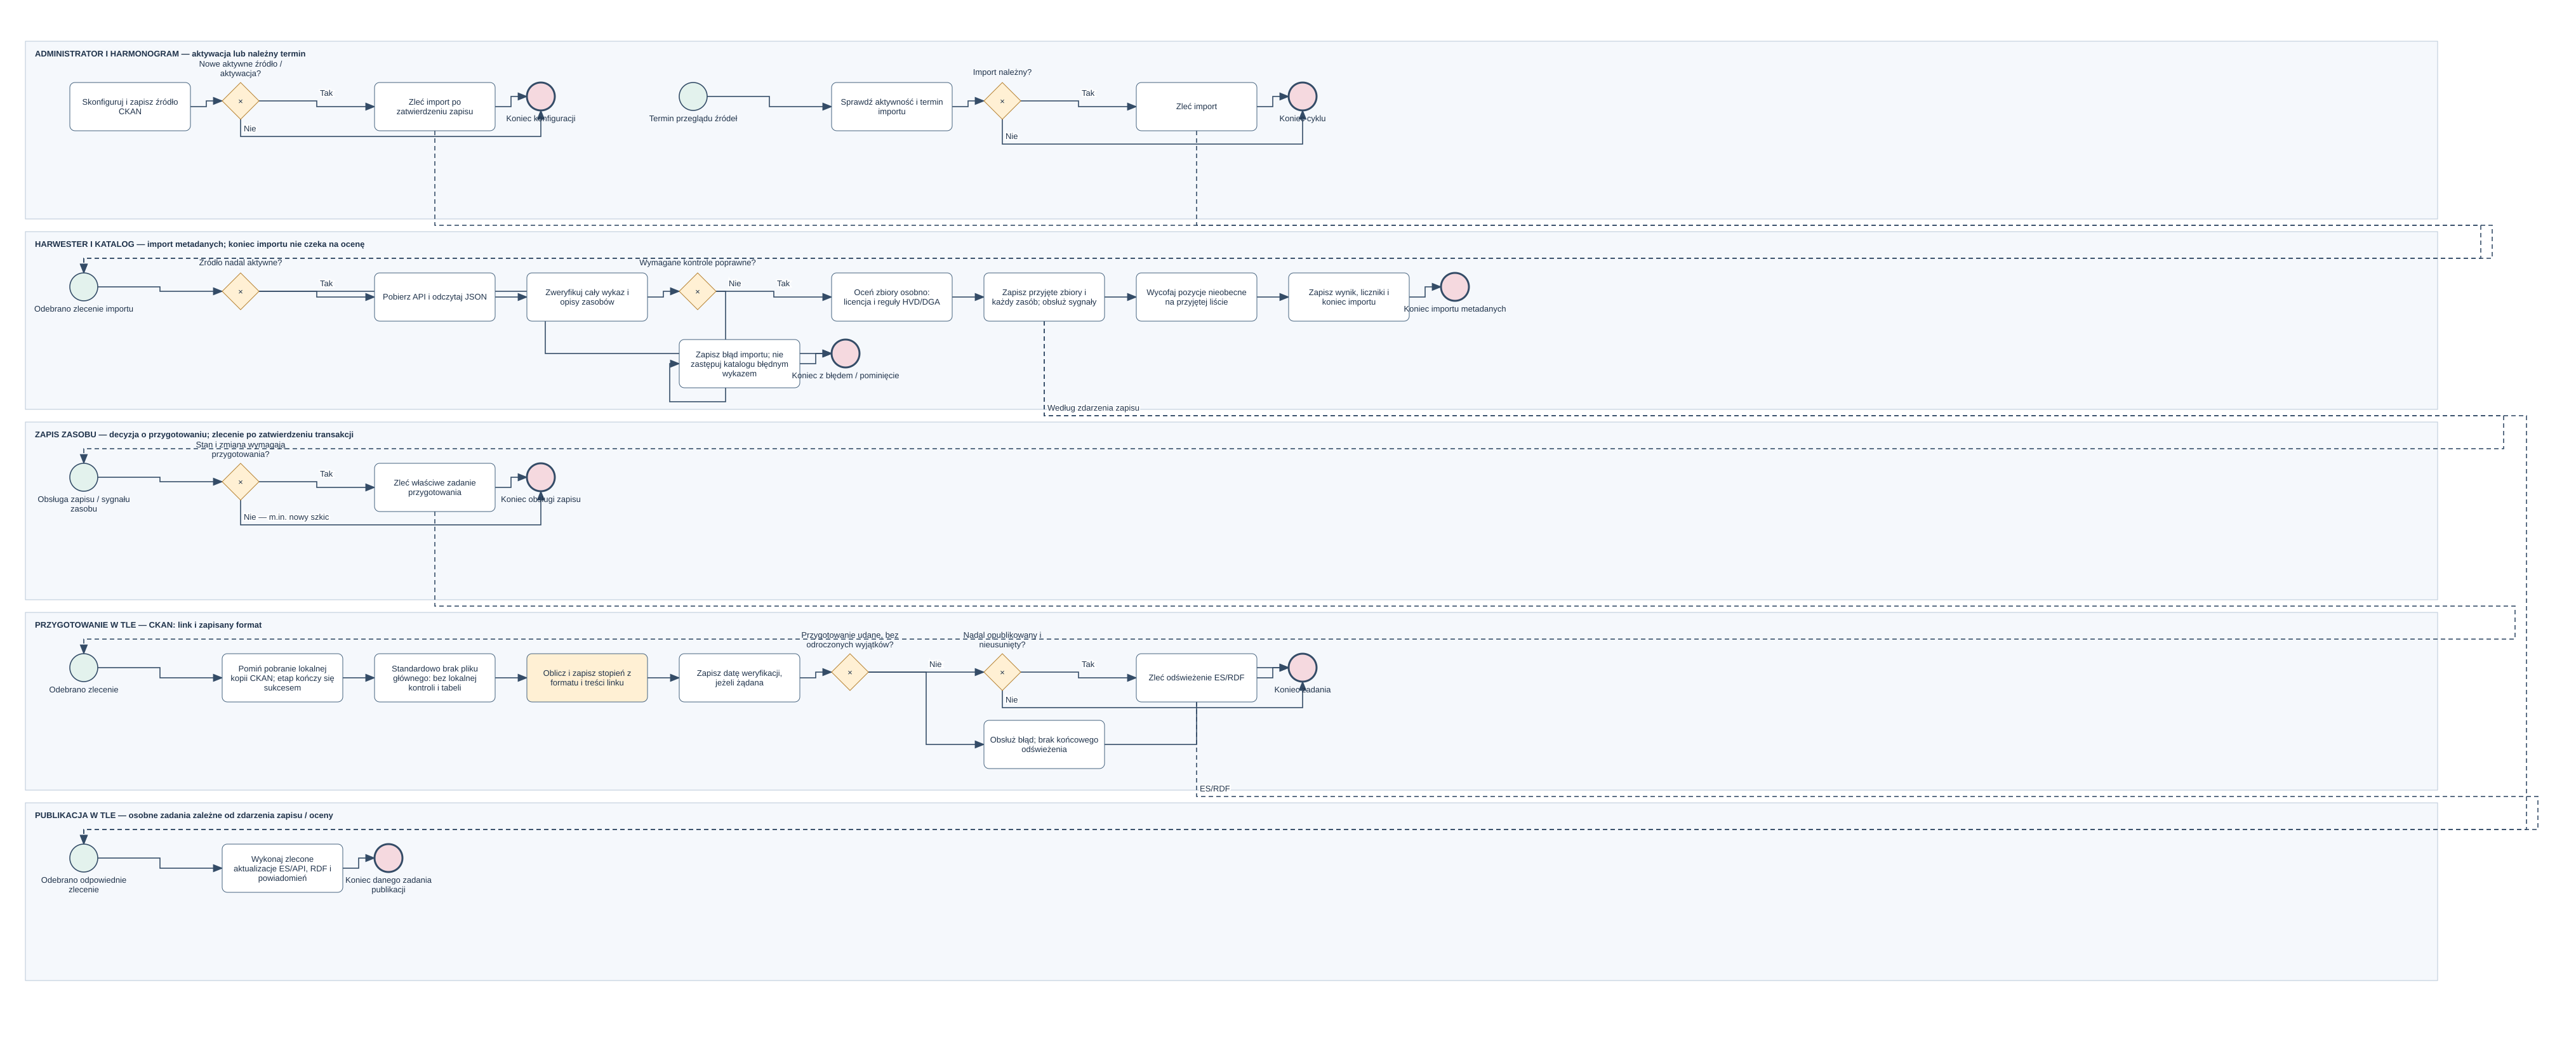 ADMINISTRATOR I HARMONOGRAM — aktywacja lub należny termin
Nowe aktywne źródło /
aktywacja?
Skonfiguruj i zapisz źródło
CKAN
×
Tak
Nie
Zleć import po
zatwierdzeniu zapisu
Koniec konfiguracji
Termin przeglądu źródeł
Sprawdź aktywność i termin
importu
Import należny?
×
Tak
Nie
Zleć import
Koniec cyklu
HARWESTER I KATALOG — import metadanych; koniec importu nie czeka na ocenę
Odebrano zlecenie importu
Źródło nadal aktywne?
×
Tak
Pobierz API i odczytaj JSON
Zweryfikuj cały wykaz i
opisy zasobów
Wymagane kontrole poprawne?
×
Nie
Tak
Oceń zbiory osobno:
licencja i reguły HVD/DGA
Zapisz przyjęte zbiory i
każdy zasób; obsłuż sygnały
Wycofaj pozycje nieobecne
na przyjętej liście
Zapisz wynik, liczniki i
koniec importu
Koniec importu metadanych
Zapisz błąd importu; nie
zastępuj katalogu błędnym
wykazem
Koniec z błędem / pominięcie
Według zdarzenia zapisu
ZAPIS ZASOBU — decyzja o przygotowaniu; zlecenie po zatwierdzeniu transakcji
Stan i zmiana wymagają
przygotowania?
Obsługa zapisu / sygnału
zasobu
×
Tak
Nie — m.in. nowy szkic
Zleć właściwe zadanie
przygotowania
Koniec obsługi zapisu
PRZYGOTOWANIE W TLE — CKAN: link i zapisany format
Odebrano zlecenie
Pomiń pobranie lokalnej
kopii CKAN; etap kończy się
sukcesem
Standardowo brak pliku
głównego: bez lokalnej
kontroli i tabeli
Oblicz i zapisz stopień z
formatu i treści linku
Zapisz datę weryfikacji,
jeżeli żądana
Przygotowanie udane, bez
odroczonych wyjątków?
×
Nie
Nadal opublikowany i
nieusunięty?
×
Tak
Nie
Zleć odświeżenie ES/RDF
Koniec zadania
Obsłuż błąd; brak końcowego
odświeżenia
ES/RDF
PUBLIKACJA W TLE — osobne zadania zależne od zdarzenia zapisu / oceny
Odebrano odpowiednie
zlecenie
Wykonaj zlecone
aktualizacje ES/API, RDF i
powiadomień
Koniec danego zadania
publikacji